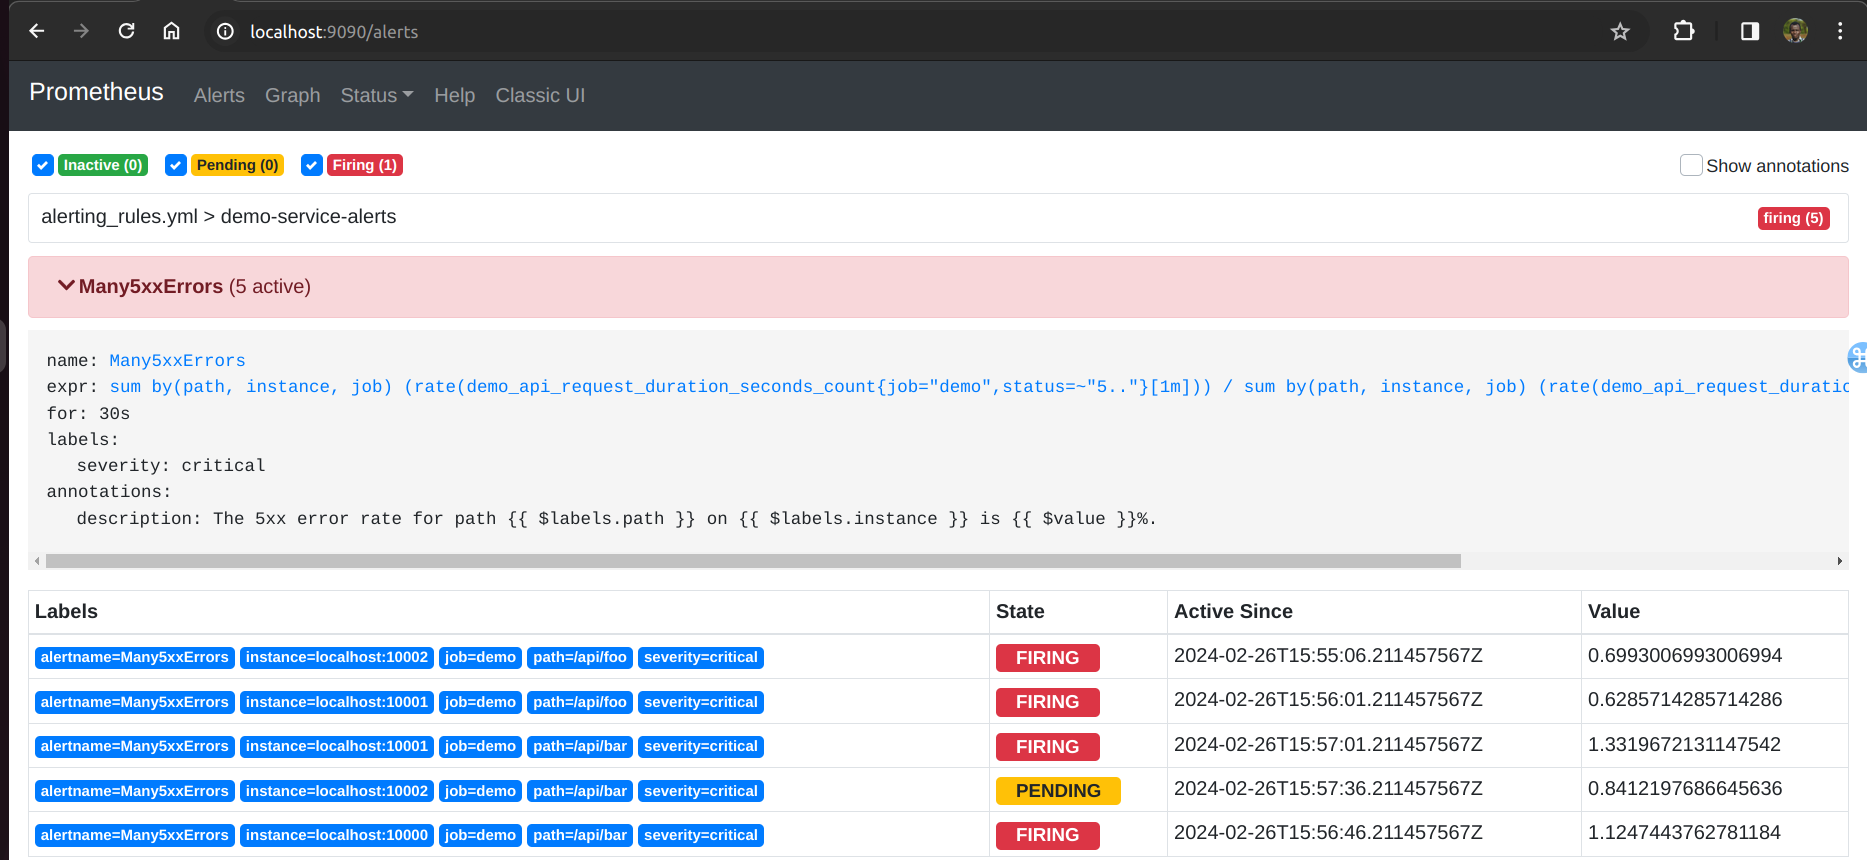 localhost:9090/alerts
Prometheus Alerts Graph Status Help Classic UI
Inactive (0) Pending (0) Firing (1) Show annotations
alerting_rules.yml > demo-service-alerts firing (5)
Many5xxErrors (5 active)
name: Many5xxErrors
expr: sum by(path, instance, job) (rate(demo_api_request_duration_seconds_count{job="demo",status=~"5.."}[1m])) / sum by(path, instance, job) (rate(demo_api_request_duratio
for: 30s
labels:
severity: critical
annotations:
description: The 5xx error rate for path {{ $labels.path }} on {{ $labels.instance }} is {{ $value }}%.
Labels State Active Since Value
alertname=Many5xxErrors instance=localhost:10002 job=demo path=/api/foo severity=critical FIRING 2024-02-26T15:55:06.211457567Z 0.6993006993006994
alertname=Many5xxErrors instance=localhost:10001 job=demo path=/api/foo severity=critical FIRING 2024-02-26T15:56:01.211457567Z 0.6285714285714286
alertname=Many5xxErrors instance=localhost:10001 job=demo path=/api/bar severity=critical FIRING 2024-02-26T15:57:01.211457567Z 1.3319672131147542
alertname=Many5xxErrors instance=localhost:10002 job=demo path=/api/bar severity=critical PENDING 2024-02-26T15:57:36.211457567Z 0.8412197686645636
alertname=Many5xxErrors instance=localhost:10000 job=demo path=/api/bar severity=critical FIRING 2024-02-26T15:56:46.211457567Z 1.1247443762781184